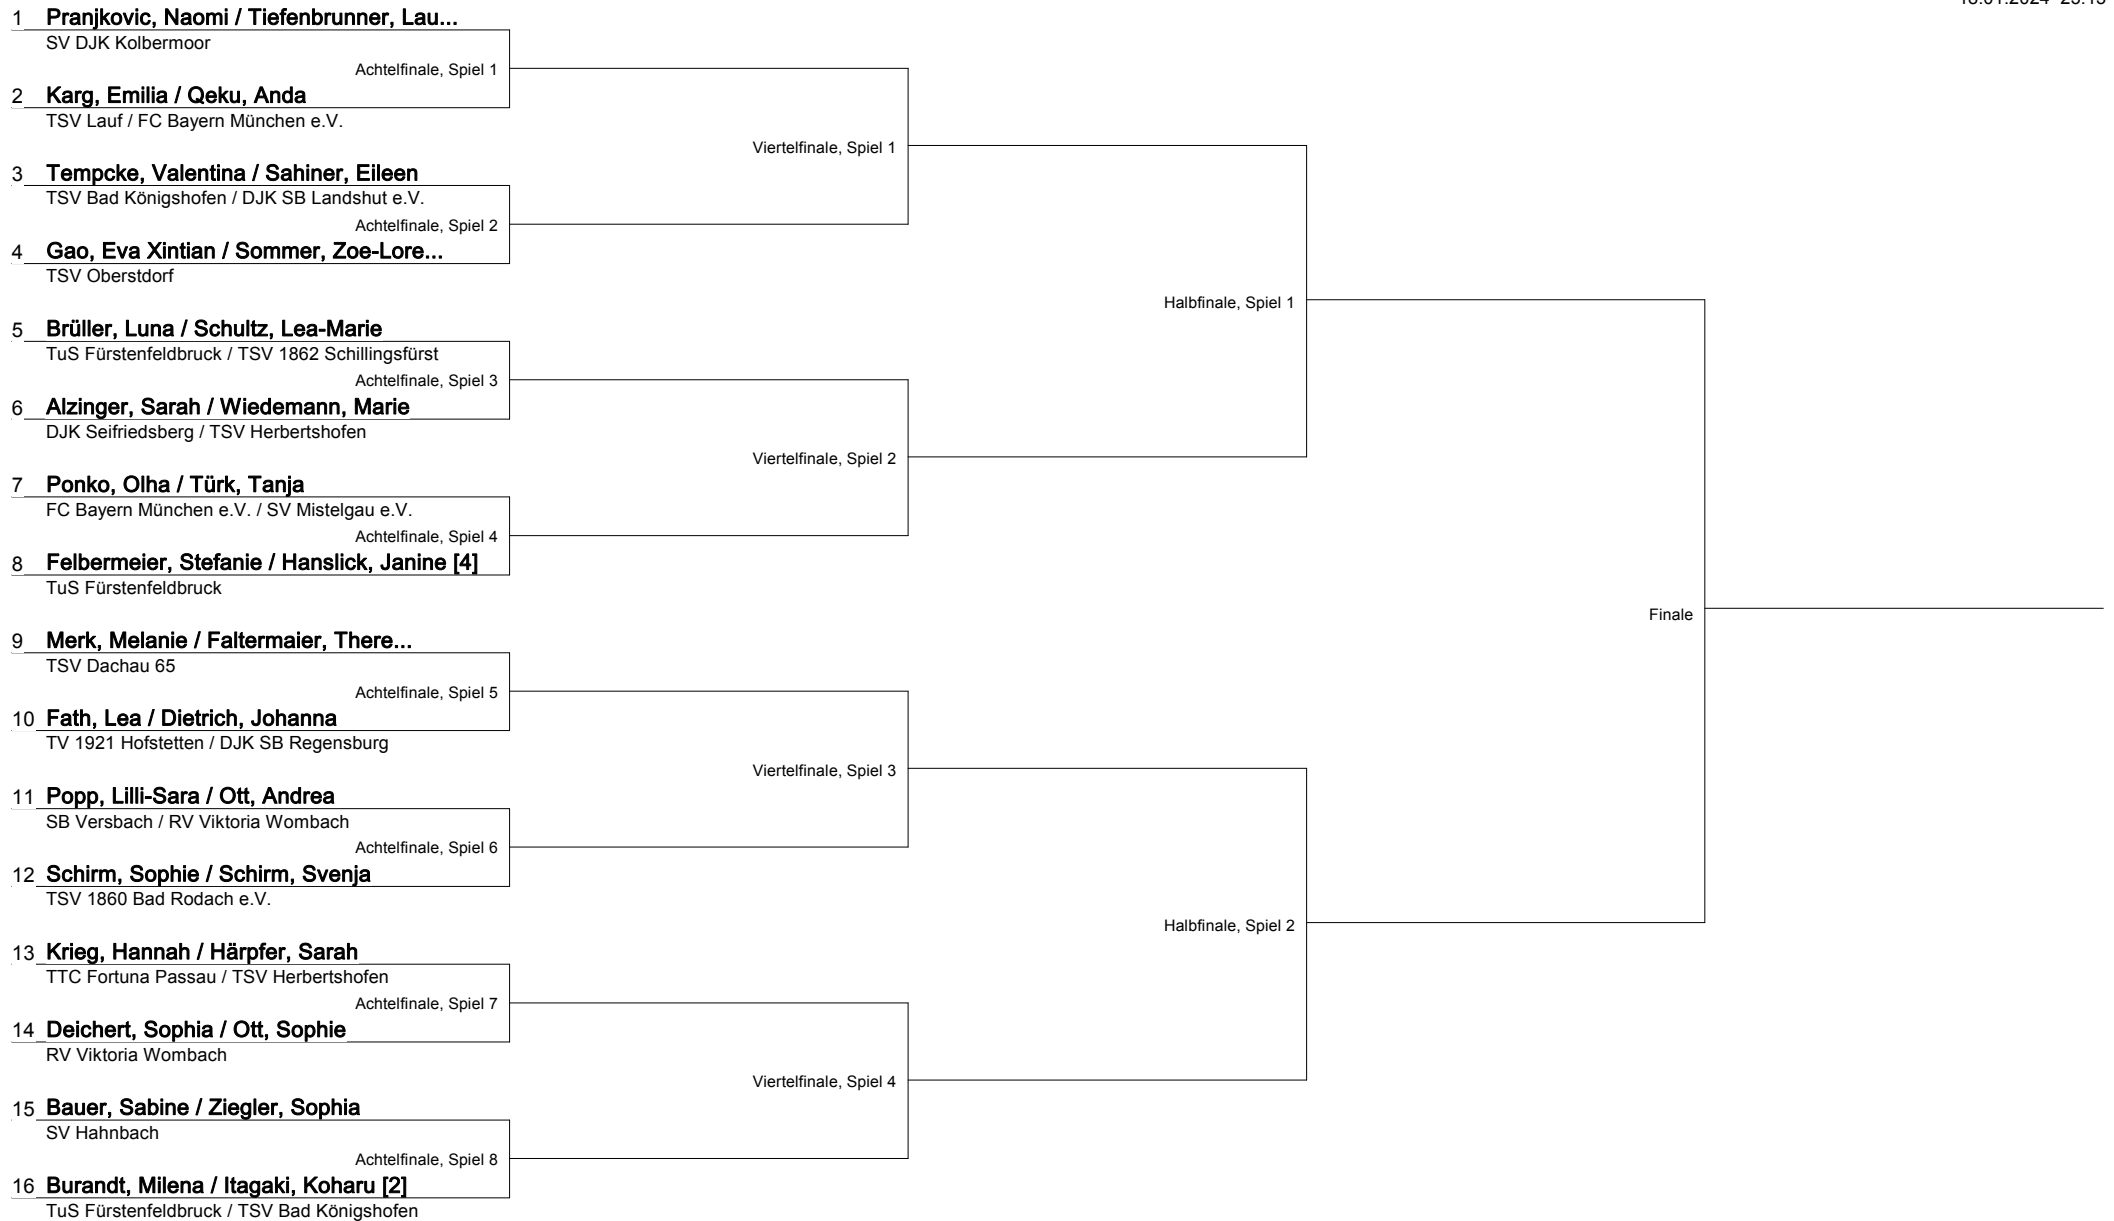 1 Pranjkovic, Naomi / Tiefenbrunner, Lau...
SV DJK Kolbermoor
Achtelfinale, Spiel 1
2 Karg, Emilia / Qeku, Anda
TSV Lauf / FC Bayern München e.V.
Viertelfinale, Spiel 1
3 Tempcke, Valentina / Sahiner, Eileen
TSV Bad Königshofen / DJK SB Landshut e.V.
Achtelfinale, Spiel 2
4 Gao, Eva Xintian / Sommer, Zoe-Lore...
TSV Oberstdorf
Halbfinale, Spiel 1
5 Brüller, Luna / Schultz, Lea-Marie
TuS Fürstenfeldbruck / TSV 1862 Schillingsfürst
Achtelfinale, Spiel 3
6 Alzinger, Sarah / Wiedemann, Marie
DJK Seifriedsberg / TSV Herbertshofen
Viertelfinale, Spiel 2
7 Ponko, Olha / Türk, Tanja
FC Bayern München e.V. / SV Mistelgau e.V.
Achtelfinale, Spiel 4
8 Felbermeier, Stefanie / Hanslick, Janine [4]
TuS Fürstenfeldbruck
Finale
9 Merk, Melanie / Faltermaier, There...
TSV Dachau 65
Achtelfinale, Spiel 5
10 Fath, Lea / Dietrich, Johanna
TV 1921 Hofstetten / DJK SB Regensburg
Viertelfinale, Spiel 3
11 Popp, Lilli-Sara / Ott, Andrea
SB Versbach / RV Viktoria Wombach
Achtelfinale, Spiel 6
12 Schirm, Sophie / Schirm, Svenja
TSV 1860 Bad Rodach e.V.
Halbfinale, Spiel 2
13 Krieg, Hannah / Härpfer, Sarah
TTC Fortuna Passau / TSV Herbertshofen
Achtelfinale, Spiel 7
14 Deichert, Sophia / Ott, Sophie
RV Viktoria Wombach
Viertelfinale, Spiel 4
15 Bauer, Sabine / Ziegler, Sophia
SV Hahnbach
Achtelfinale, Spiel 8
16 Burandt, Milena / Itagaki, Koharu [2]
TuS Fürstenfeldbruck / TSV Bad Königshofen